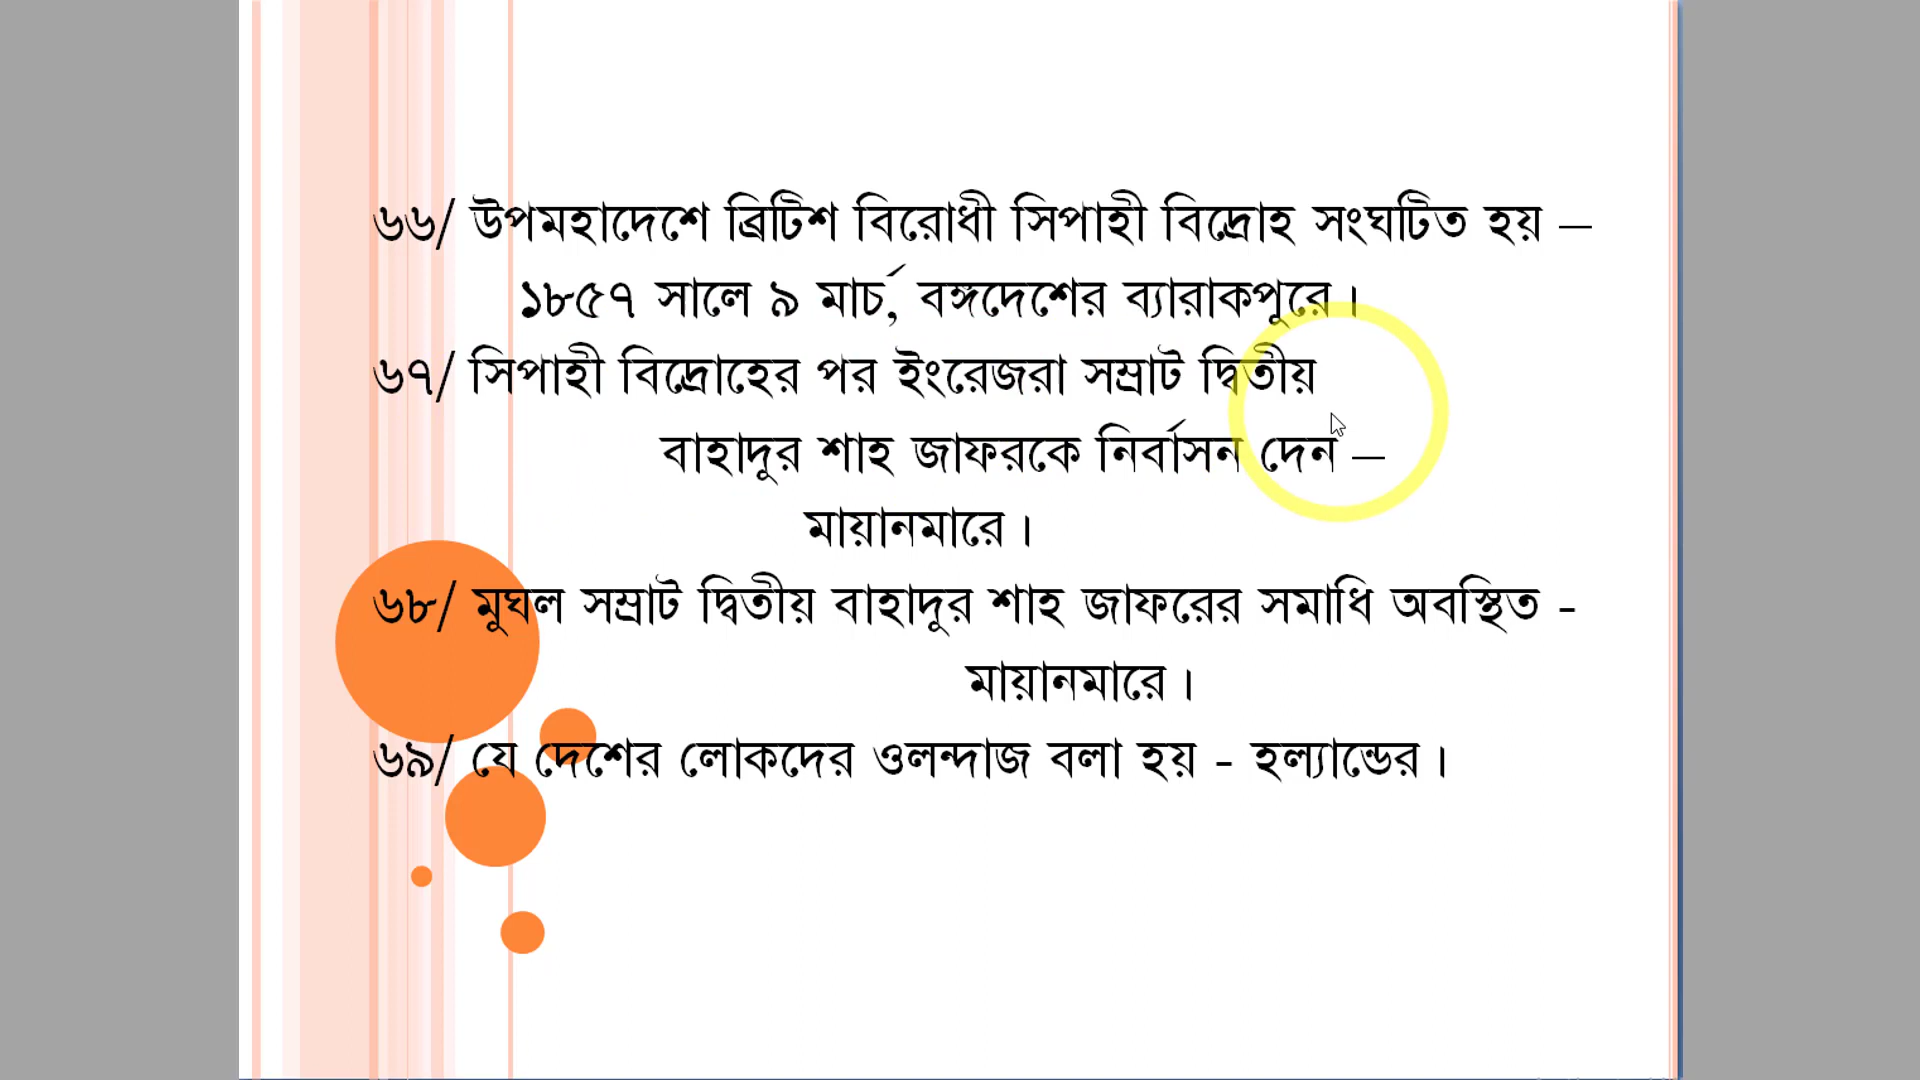 ৬৬/ উপমহাদেশে ব্রিটিশ বিরোধী সিপাহী বিদ্রোহ সংঘটিত হয় –
১৮৫৭ সালে ৯ মার্চ, বঙ্গদেশের ব্যারাকপুরে।
৬৭/ সিপাহী বিদ্রোহের পর ইংরেজরা সম্রাট দ্বিতীয়
বাহাদুর শাহ জাফরকে নির্বাসন দেন –
মায়ানমারে।
৬৮/ মুঘল সম্রাট দ্বিতীয় বাহাদুর শাহ জাফরের সমাধি অবস্থিত -
মায়ানমারে।
৬৯/ যে দেশের লোকদের ওলন্দাজ বলা হয় - হল্যান্ডের।